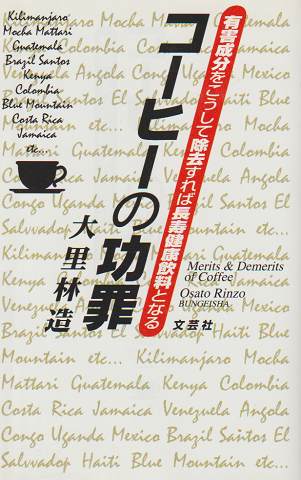 Kilimanjaro
Mocha Mattari
Guatemala
Brazil Santos
Kenya
Colombia
Blue Mountain
Costa Rica
Jamaica
etc...
有害成分をこうして除去すれば長寿健康飲料となる
コーヒーの功罪
大里林造
Merits & Demerits
of Coffee
Osato Rinzo
BUNGEISHA
文芸社
Mountain etc... Kilimanjaro Mocha
Mattari Guatemala Kenya Colombia
Costa Rica Jamaica Venezuela Angola
Congo Uganda Mexico Brazil Santos El
Salvador Haiti Blue Mountain etc...